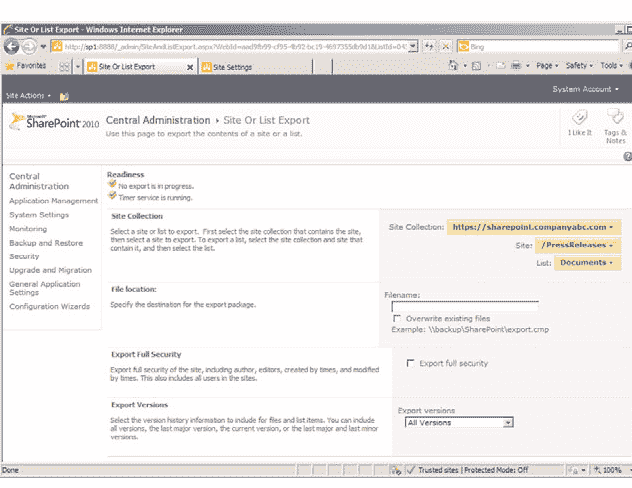 Site Or List Export - Windows Internet Explorer
Bing
Favorites
Site Or List Export
Site Settings
Page
Safety
Tools
Site Actions
System Account
Microsoft SharePoint 2010
Central Administration ▸ Site Or List Export
Use this page to export the contents of a site or a list.
I Like It
Tags & Notes
Central Administration
Application Management
System Settings
Monitoring
Backup and Restore
Security
Upgrade and Migration
General Application Settings
Configuration Wizards
Readiness
No export is in progress.
Timer service is running.
Site Collection
Select a site or list to export. First select the site collection that contains the site,
then select a site to export. To export a list, select the site collection and site that
contain it, and then select the list.
Site Collection: https://sharepoint.companyabc.com
Site: /PressReleases
List: Documents
File location:
Specify the destination for the export package.
Filename:
Overwrite existing files
Example: \\backup\SharePoint\export.cmp
Export Full Security
Export full security of the site, including author, editors, created by times, and modified
by times. This also includes all users in the sites.
Export full security
Export Versions
Select the version history information to include for files and list items. You can include
all versions, the last major version, the current version, or the last major and last minor
versions.
Export versions
All Versions
Done
Trusted sites | Protected Mode: Off
100%